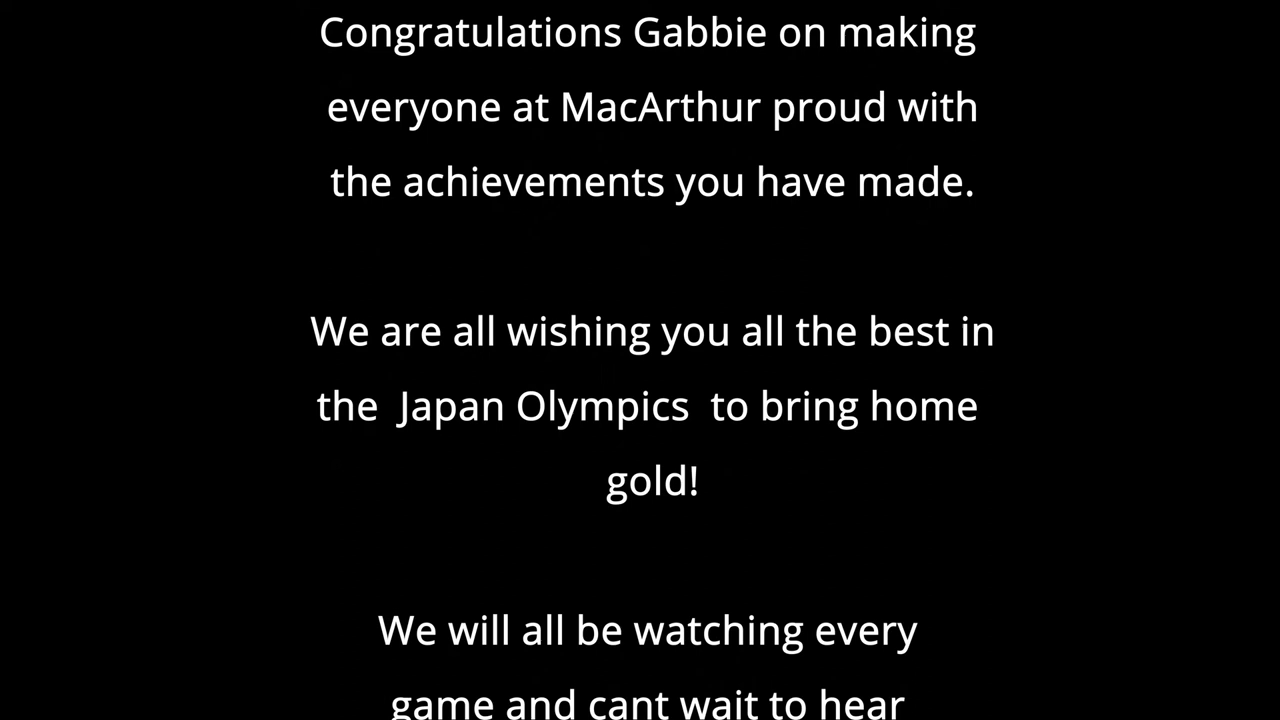 Congratulations Gabbie on making
everyone at MacArthur proud with
the achievements you have made.
We are all wishing you all the best in
the  Japan Olympics  to bring home
gold!
We will all be watching every
game and cant wait to hear